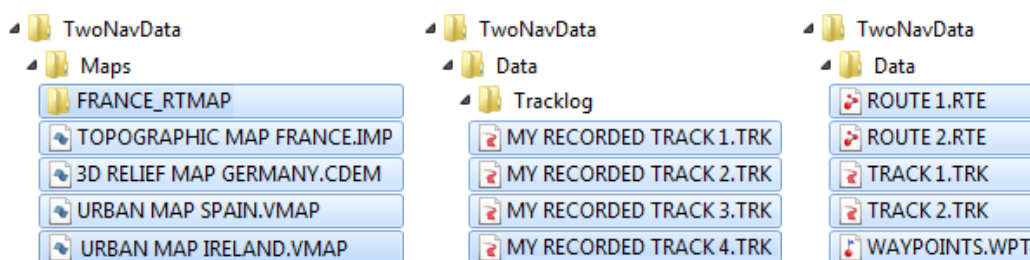 TwoNavData
Maps
FRANCE_RTMAP
TOPOGRAPHIC MAP FRANCE.IMP
3D RELIEF MAP GERMANY.CDEM
URBAN MAP SPAIN.VMAP
URBAN MAP IRELAND.VMAP
TwoNavData
Data
Tracklog
MY RECORDED TRACK 1.TRK
MY RECORDED TRACK 2.TRK
MY RECORDED TRACK 3.TRK
MY RECORDED TRACK 4.TRK
TwoNavData
Data
ROUTE 1.RTE
ROUTE 2.RTE
TRACK 1.TRK
TRACK 2.TRK
WAYPOINTS.WPT